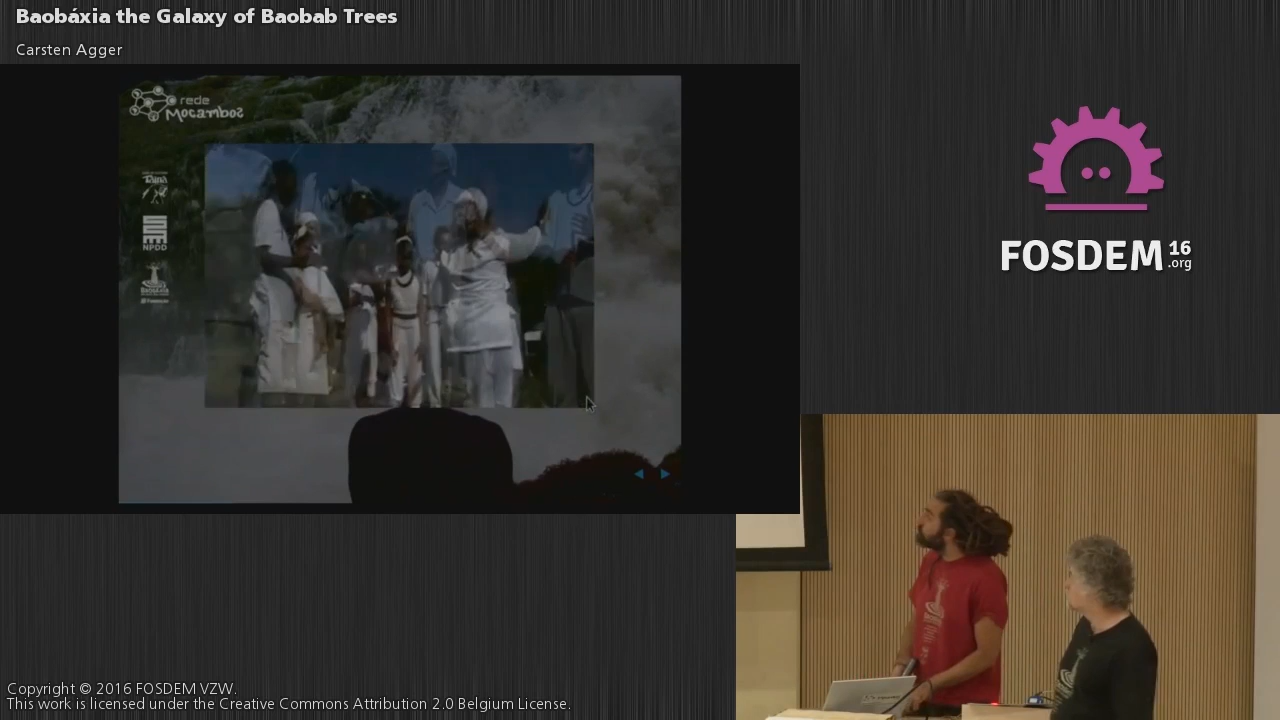 Baobáxia the Galaxy of Baobab Trees
Carsten Agger
rede
Mocambos
NPDD
FOSDEM 16
.org
Copyright © 2016 FOSDEM VZW.
This work is licensed under the Creative Commons Attribution 2.0 Belgium License.